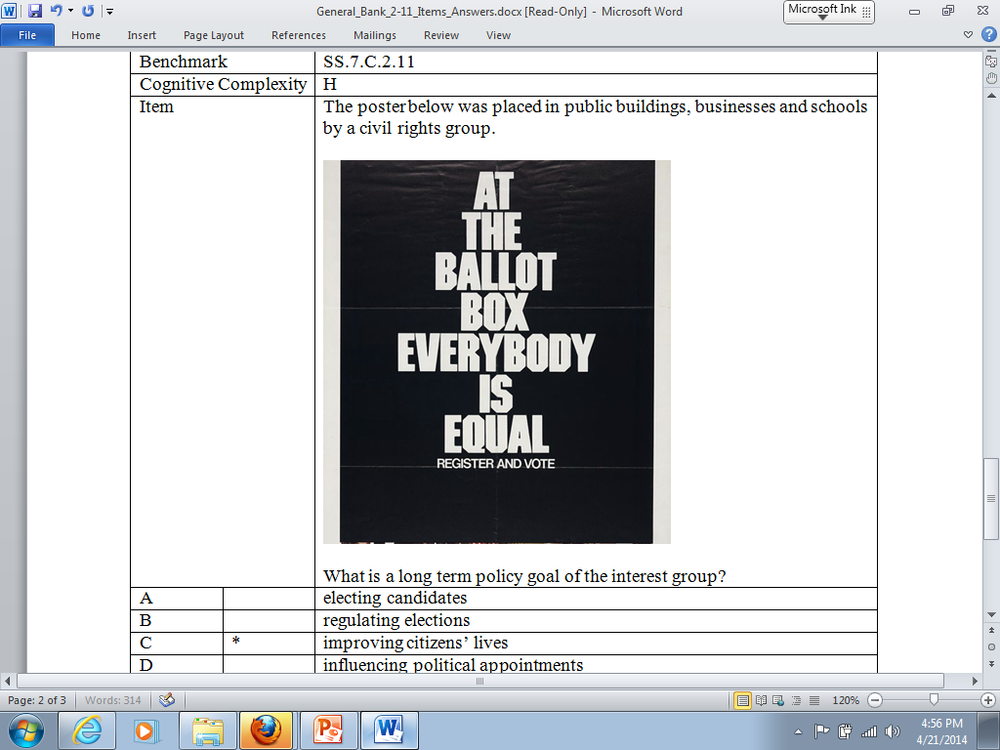 General_Bank_2-11_Items_Answers.docx [Read-Only] - Microsoft Word
Microsoft Ink
File Home Insert Page Layout References Mailings Review View
Benchmark SS.7.C.2.11
Cognitive Complexity H
Item The poster below was placed in public buildings, businesses and schools
by a civil rights group.
AT
THE
BALLOT
BOX
EVERYBODY
IS
EQUAL
REGISTER AND VOTE
What is a long term policy goal of the interest group?
A electing candidates
B regulating elections
C * improving citizens’ lives
D influencing political appointments
Page: 2 of 3 Words: 314 120%
4:56 PM
4/21/2014